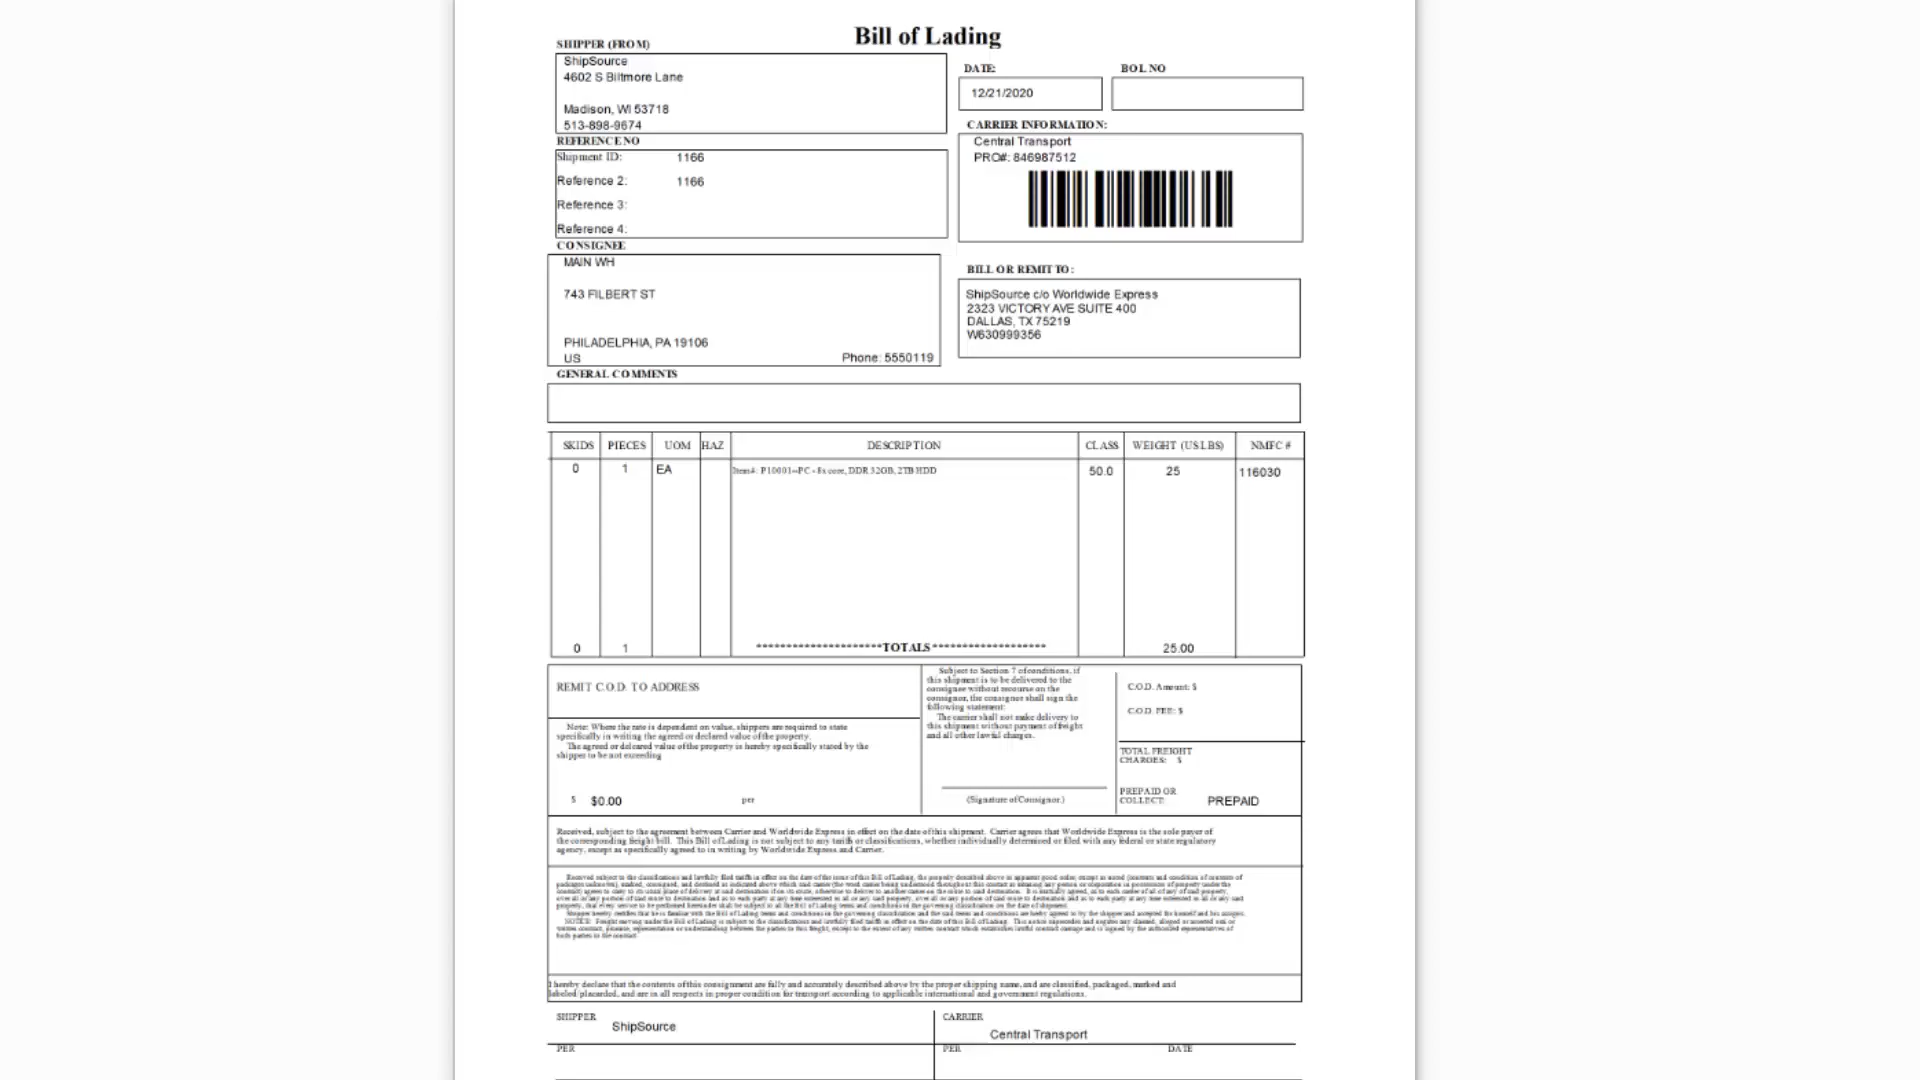 Bill of Lading
SHIPPER (FROM)
ShipSource
4602 S Biltmore Lane
Madison, WI 53718
513-898-9674
DATE:
12/21/2020
BOL NO
REFERENCE NO
Shipment ID: 1166
Reference 2: 1166
Reference 3:
Reference 4:
CARRIER INFORMATION:
Central Transport
PRO#: 846987512
CONSIGNEE
MAIN WH
743 FILBERT ST
PHILADELPHIA, PA 19106
US Phone: 5550119
BILL OR REMIT TO:
ShipSource c/o Worldwide Express
2323 VICTORY AVE SUITE 400
DALLAS, TX 75219
W630999356
GENERAL COMMENTS
SKIDS PIECES UOM HAZ DESCRIPTION CLASS WEIGHT (US LBS) NMFC #
0 1 EA Item#: P10001--PC - 8x core, DDR 32GB, 2TB HDD 50.0 25 116030
0 1 *********************TOTALS******************* 25.00
REMIT C.O.D. TO ADDRESS
Note: Where the rate is dependent on value, shippers are required to state
specifically in writing the agreed or declared value of the property.
The agreed or delcared value of the property is hereby specifically stated by the
shipper to be not exceeding
$ $0.00 per
Subject to Section 7 of conditions, if
this shipment is to be delivered to the
consignee without recourse on the
consignor, the consignor shall sign the
following statement:
The carrier shall not make delivery to
this shipment without payment of freight
and all other lawful charges.
(Signature of Consignor.)
C.O.D. Amount: $
C.O.D. FEE: $
TOTAL FREIGHT
CHARGES: $
PREPAID OR
COLLECT: PREPAID
Received, subject to the agreement between Carrier and Worldwide Express in effect on the date of this shipment. Carrier agrees that Worldwide Express is the sole payer of
the corresponding freight bill. This Bill of Lading is not subject to any tariffs or classifications, whether individually determined or filed with any federal or state regulatory
agency, except as specifically agreed to in writing by Worldwide Express and Carrier.
I hereby declare that the contents of this consignment are fully and accurately described above by the proper shipping name, and are classified, packaged, marked and
labeled/placarded, and are in all respects in proper condition for transport according to applicable international and government regulations.
SHIPPER
ShipSource
PER
CARRIER
Central Transport
PER DATE